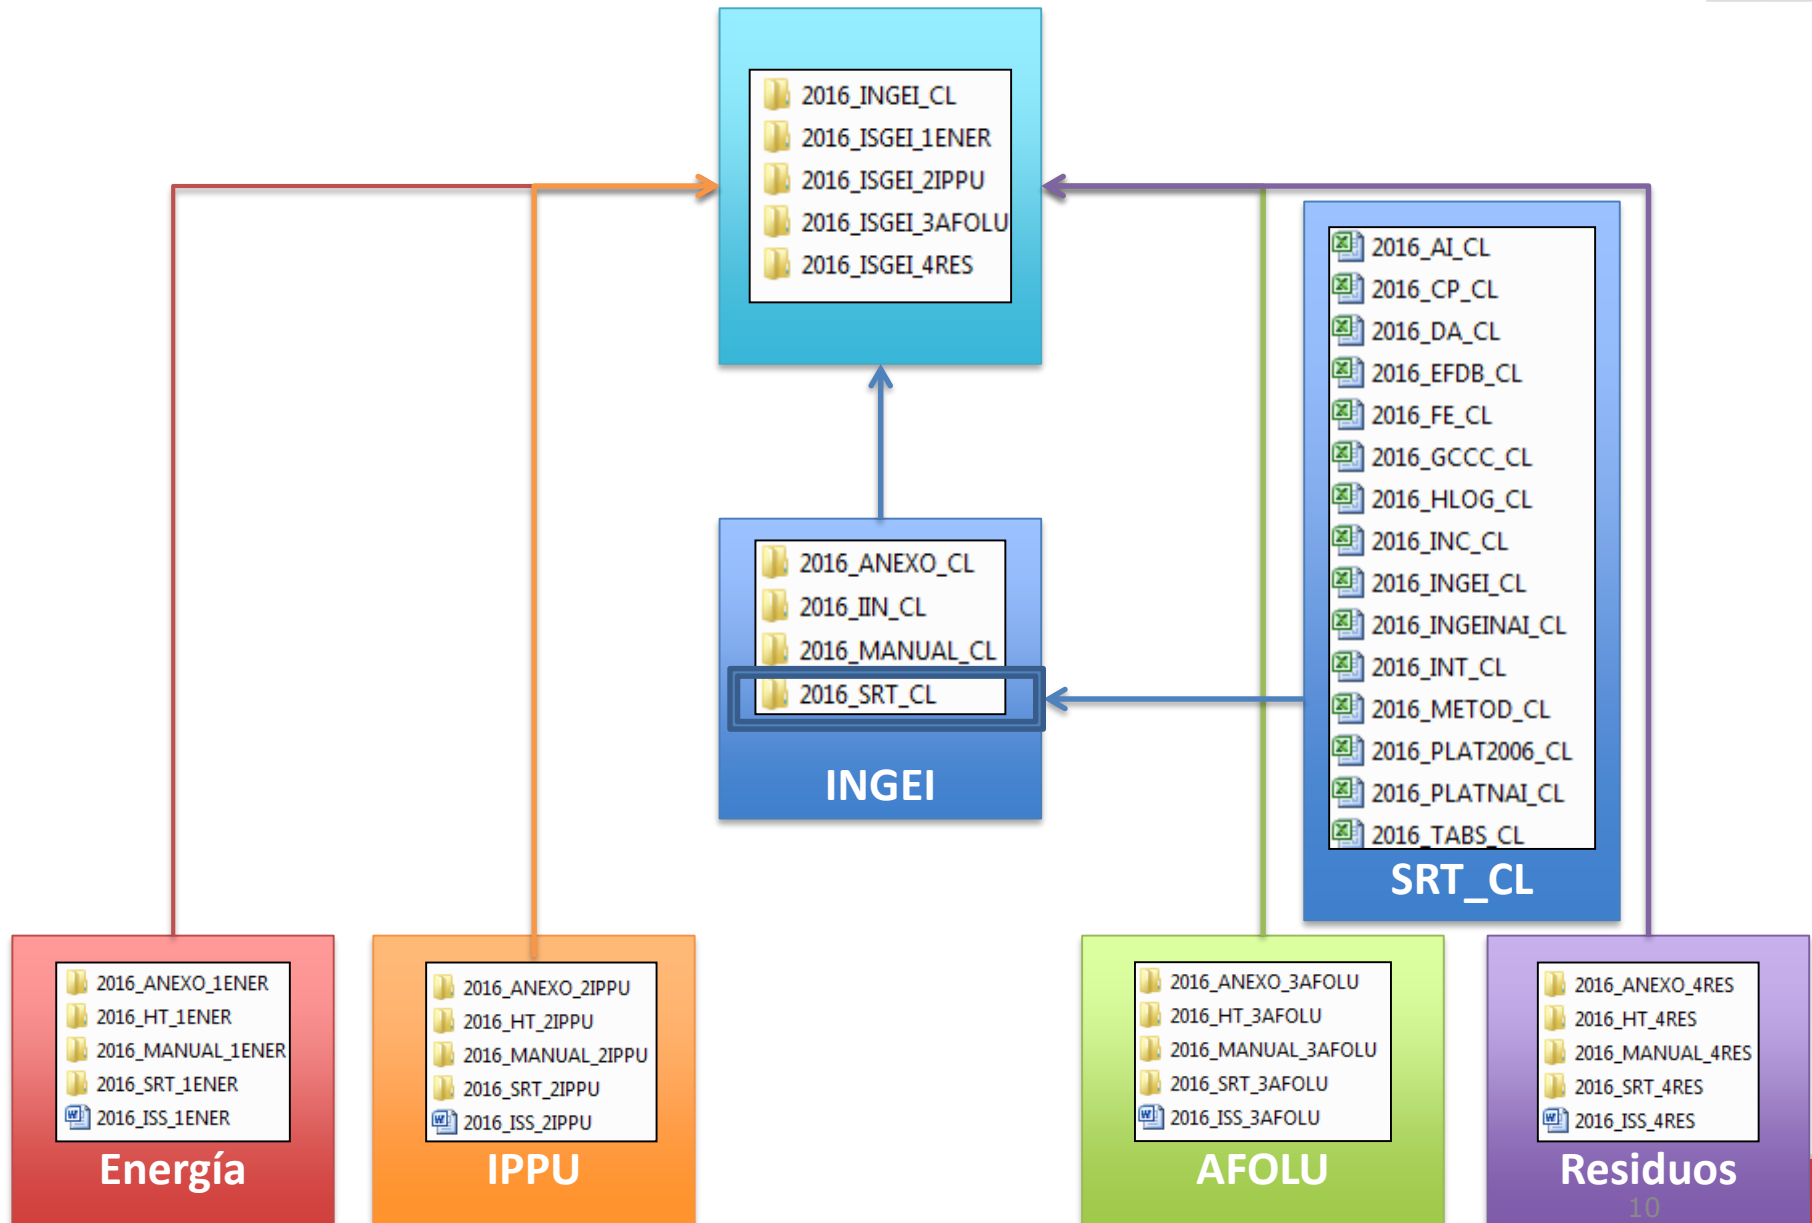 2016_INGEI_CL
2016_ISGEI_1ENER
2016_ISGEI_2IPPU
2016_ISGEI_3AFOLU
2016_ISGEI_4RES
2016_AI_CL
2016_CP_CL
2016_DA_CL
2016_EFDB_CL
2016_FE_CL
2016_GCCC_CL
2016_HLOG_CL
2016_INC_CL
2016_INGEI_CL
2016_INGEINAI_CL
2016_INT_CL
2016_METOD_CL
2016_PLAT2006_CL
2016_PLATNAI_CL
2016_TABS_CL
SRT_CL
2016_ANEXO_CL
2016_IIN_CL
2016_MANUAL_CL
2016_SRT_CL
INGEI
2016_ANEXO_1ENER
2016_HT_1ENER
2016_MANUAL_1ENER
2016_SRT_1ENER
2016_ISS_1ENER
Energía
2016_ANEXO_2IPPU
2016_HT_2IPPU
2016_MANUAL_2IPPU
2016_SRT_2IPPU
2016_ISS_2IPPU
IPPU
2016_ANEXO_3AFOLU
2016_HT_3AFOLU
2016_MANUAL_3AFOLU
2016_SRT_3AFOLU
2016_ISS_3AFOLU
AFOLU
2016_ANEXO_4RES
2016_HT_4RES
2016_MANUAL_4RES
2016_SRT_4RES
2016_ISS_4RES
Residuos
10